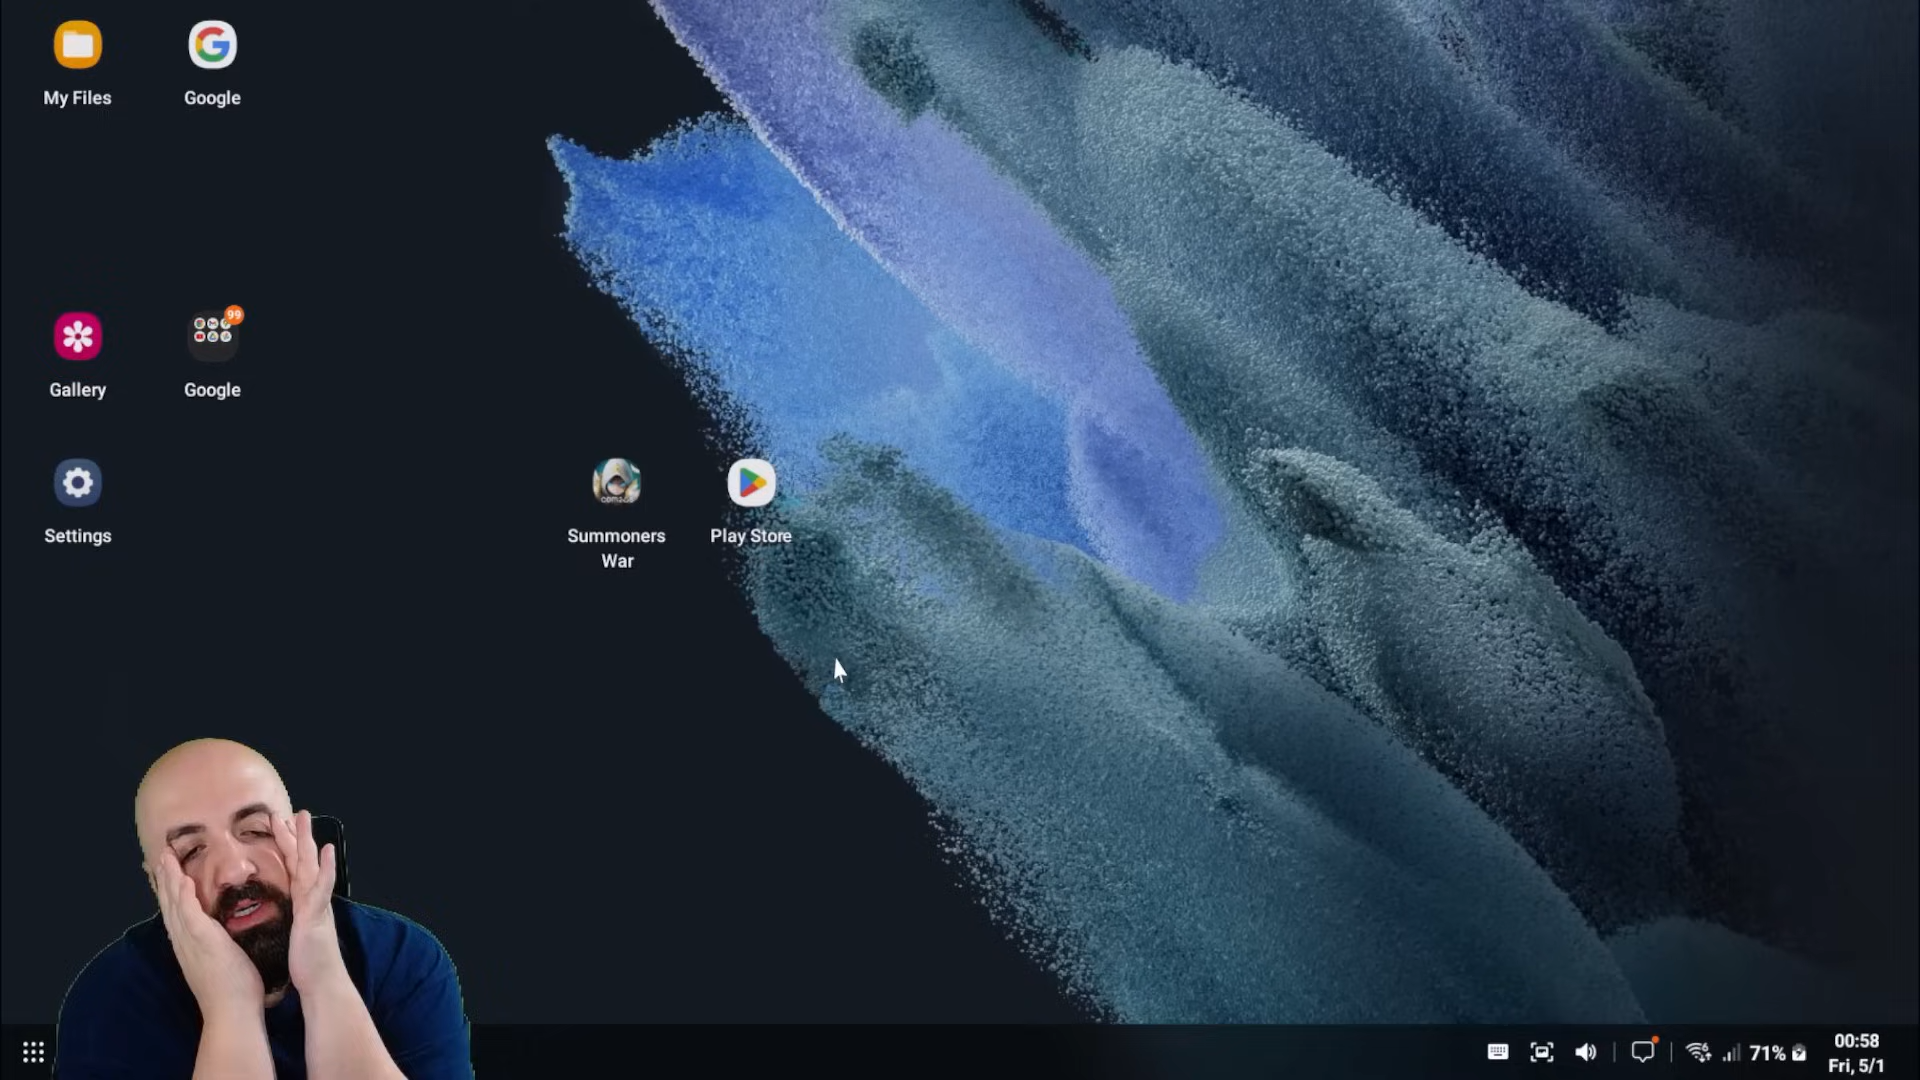 My Files
Google
Gallery
99
Google
Settings
Summoners
War
Play Store
71%
00:58
Fri, 5/1